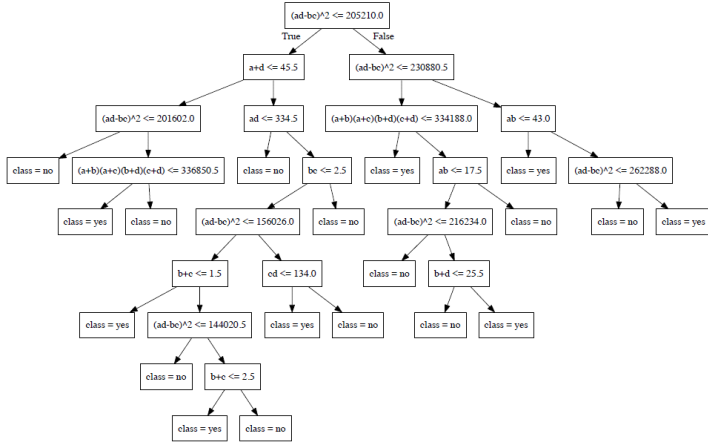 (ad-bc)^2 <= 205210.0
True
False
a+d <= 45.5
(ad-bc)^2 <= 230880.5
(ad-bc)^2 <= 201602.0
ad <= 334.5
(a+b)(a+c)(b+d)(c+d) <= 334188.0
ab <= 43.0
class = no
(a+b)(a+c)(b+d)(c+d) <= 336850.5
class = no
bc <= 2.5
class = yes
ab <= 17.5
class = yes
(ad-bc)^2 <= 262288.0
class = yes
class = no
(ad-bc)^2 <= 156026.0
class = no
(ad-bc)^2 <= 216234.0
class = no
class = no
class = yes
b+c <= 1.5
cd <= 134.0
class = no
b+d <= 25.5
class = yes
(ad-bc)^2 <= 144020.5
class = yes
class = no
class = no
class = yes
class = no
b+c <= 2.5
class = yes
class = no